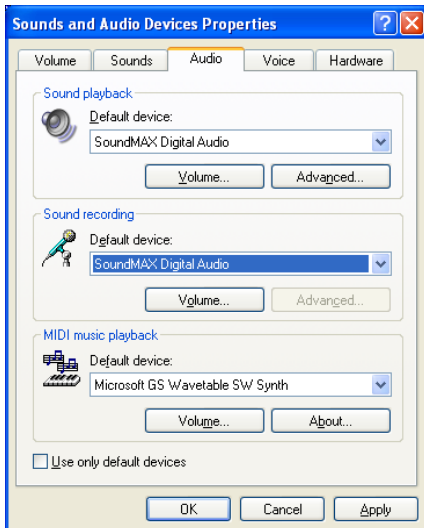 Sounds and Audio Devices Properties
Volume Sounds Audio Voice Hardware
Sound playback
Default device:
SoundMAX Digital Audio
Volume... Advanced...
Sound recording
Default device:
SoundMAX Digital Audio
Volume... Advanced...
MIDI music playback
Default device:
Microsoft GS Wavetable SW Synth
Volume... About...
Use only default devices
OK Cancel Apply